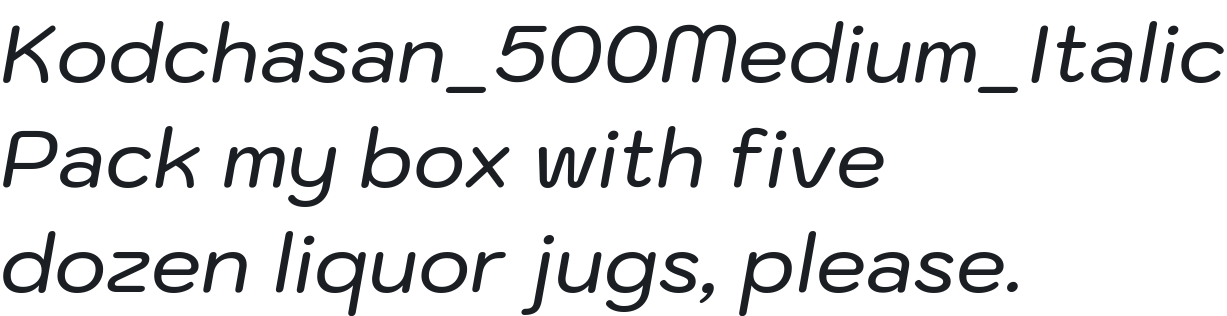 Kodchasan_500Medium_Italic
Pack my box with five
dozen liquor jugs, please.